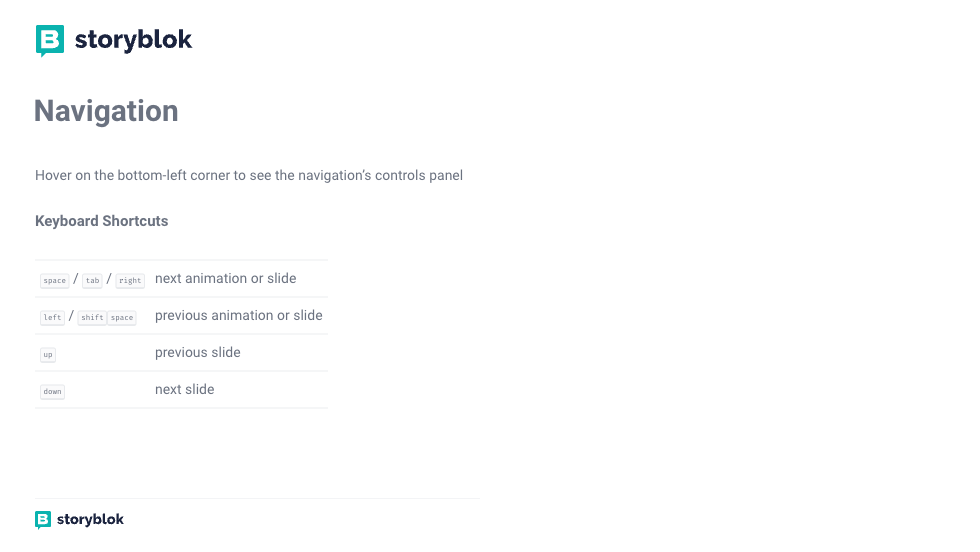 storyblok
Navigation
Hover on the bottom-left corner to see the navigation’s controls panel
Keyboard Shortcuts
space / tab / right next animation or slide
left / shift space previous animation or slide
up previous slide
down next slide
storyblok